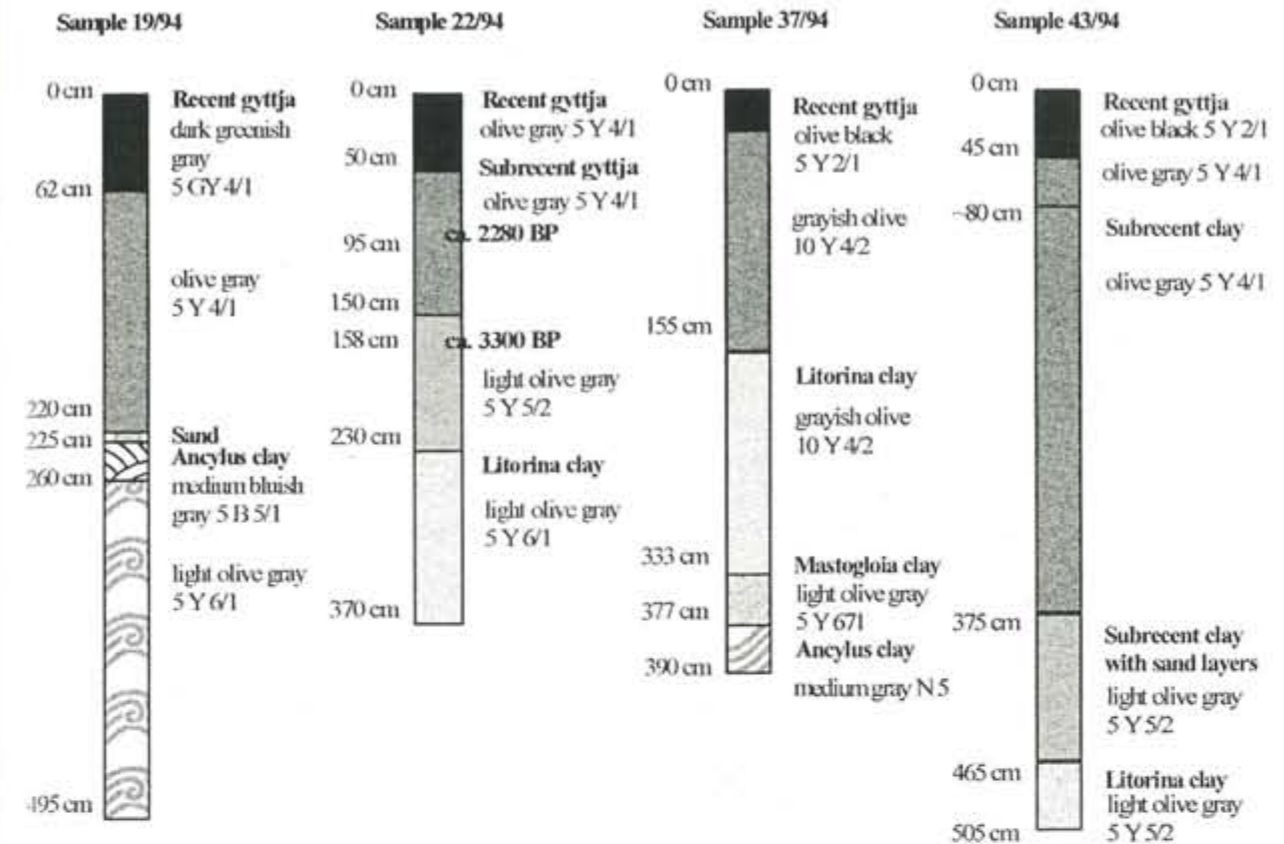 Sample 19/94
0 cm
62 cm
220 cm
225 cm
260 cm
495 cm
Recent gyttja
dark greenish
gray
5 GY 4/1
olive gray
5 Y 4/1
Sand
Ancylus clay
medium bluish
gray 5 B 5/1
light olive gray
5 Y 6/1
Sample 22/94
0 cm
50 cm
95 cm
150 cm
158 cm
230 cm
370 cm
Recent gyttja
olive gray 5 Y 4/1
Subrecent gyttja
olive gray 5 Y 4/1
ca. 2280 BP
ca. 3300 BP
light olive gray
5 Y 5/2
Litorina clay
light olive gray
5 Y 6/1
Sample 37/94
0 cm
155 cm
333 cm
377 cm
390 cm
Recent gyttja
olive black
5 Y 2/1
grayish olive
10 Y 4/2
Litorina clay
grayish olive
10 Y 4/2
Mastogloia clay
light olive gray
5 Y 671
Ancylus clay
medium gray N 5
Sample 43/94
0 cm
45 cm
~80 cm
375 cm
465 cm
505 cm
Recent gyttja
olive black 5 Y 2/1
olive gray 5 Y 4/1
Subrecent clay
olive gray 5 Y 4/1
Subrecent clay
with sand layers
light olive gray
5 Y 5/2
Litorina clay
light olive gray
5 Y 5/2